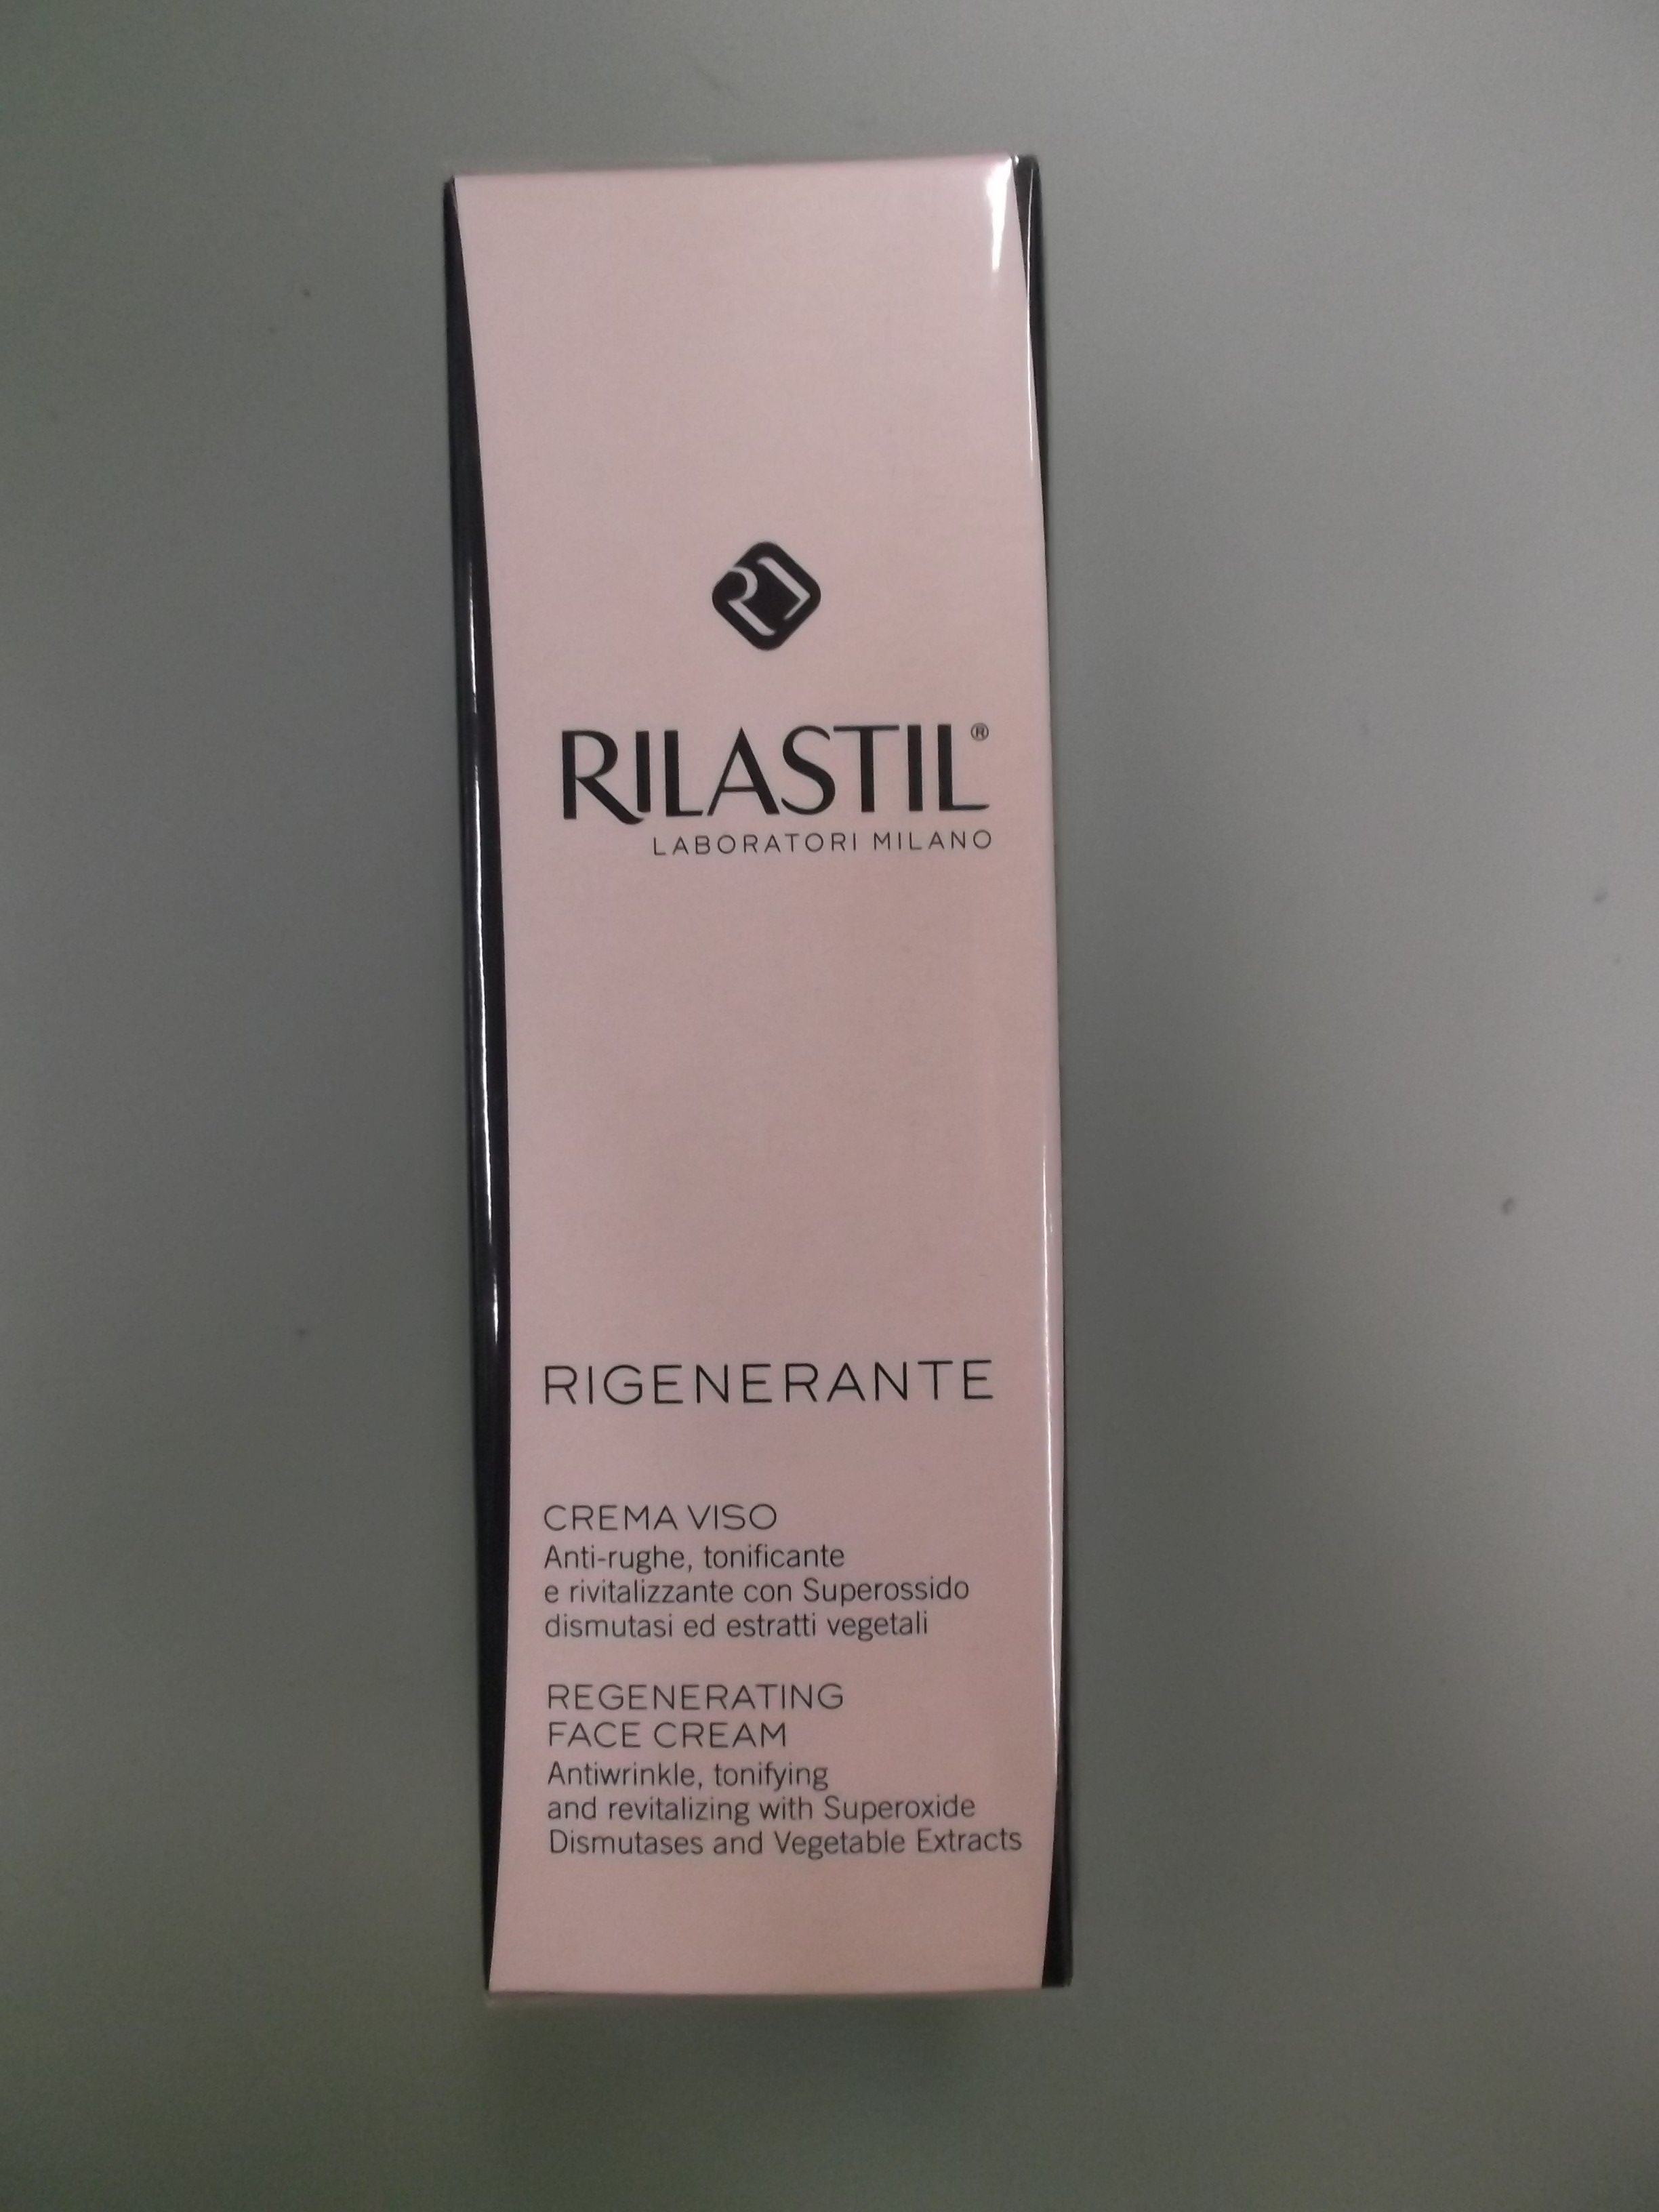 RILASTIL®
LABORATORI MILANO
RIGENERANTE
CREMA VISO
Anti-rughe, tonificante
e rivitalizzante con Superossido
dismutasi ed estratti vegetali
REGENERATING
FACE CREAM
Antiwrinkle, tonifying
and revitalizing with Superoxide
Dismutases and Vegetable Extracts